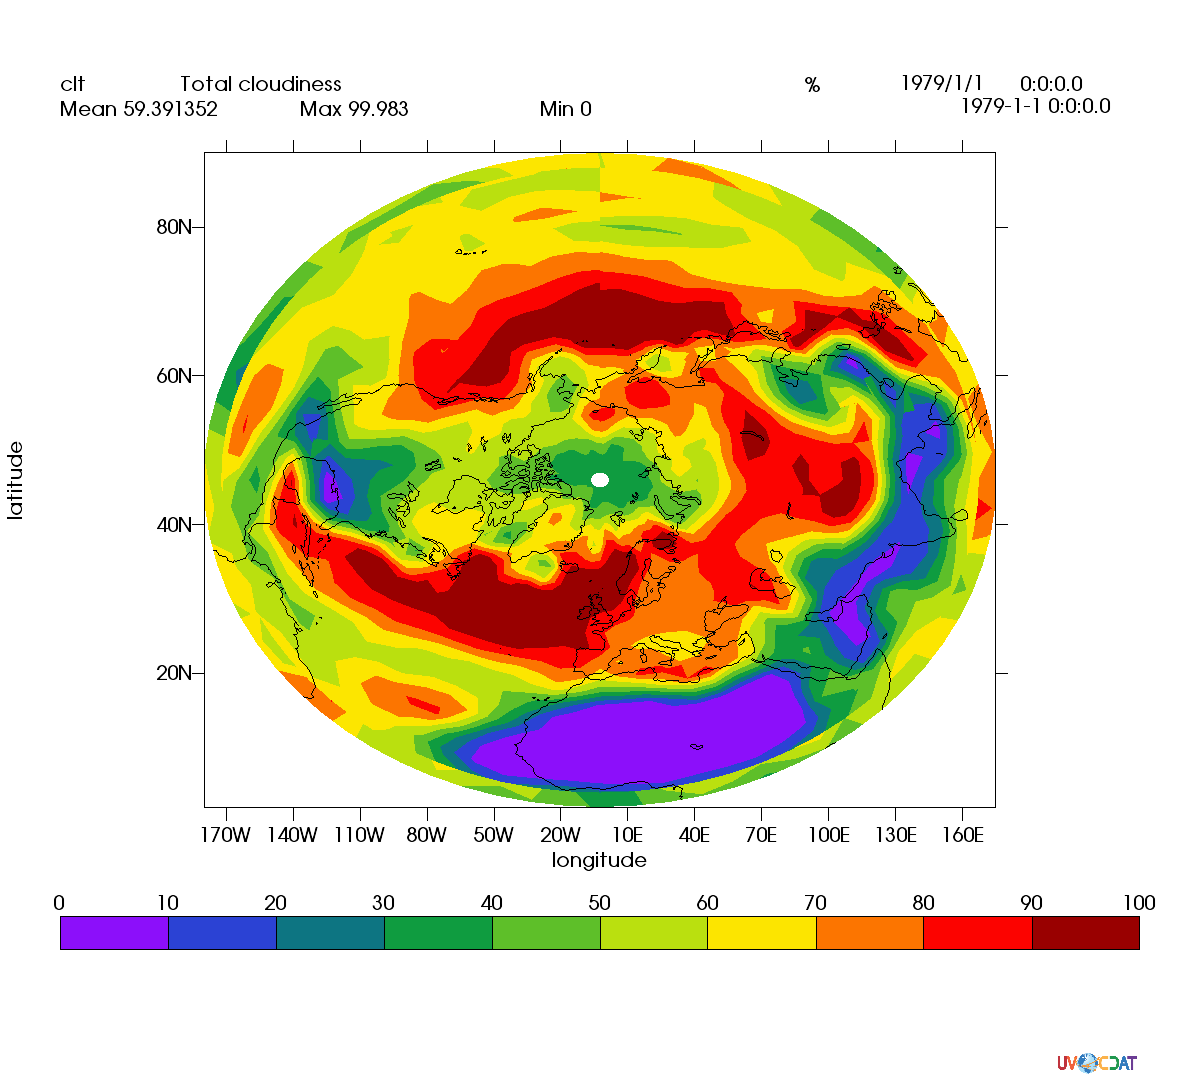 clt Total cloudiness % 1979/1/1 0:0:0.0
Mean 59.391352 Max 99.983 Min 0 1979-1-1 0:0:0.0
80N
60N
40N
20N
latitude
170W 140W 110W 80W 50W 20W 10E 40E 70E 100E 130E 160E
longitude
0 10 20 30 40 50 60 70 80 90 100
UV CDAT